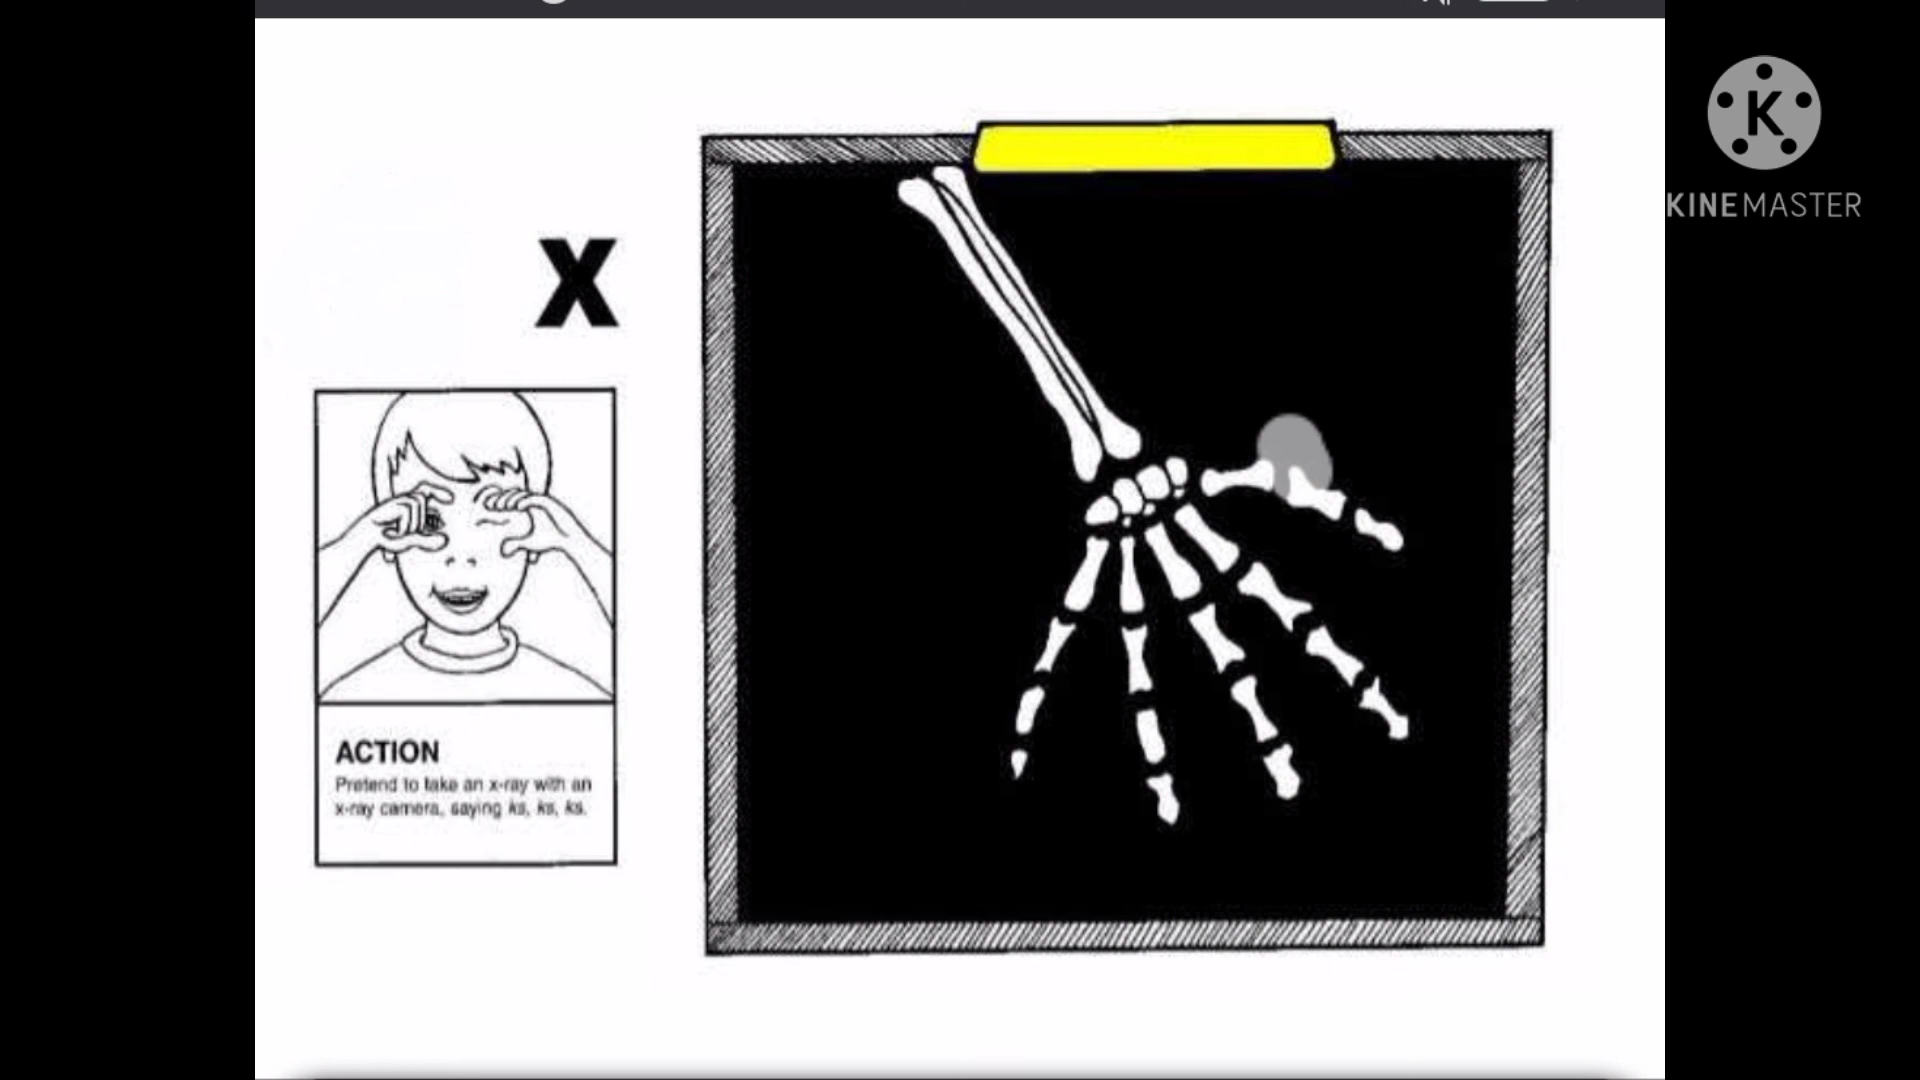 K
KINEMASTER
X
ACTION
Pretend to take an x-ray with an
x-ray camera, saying ks, ks, ks.